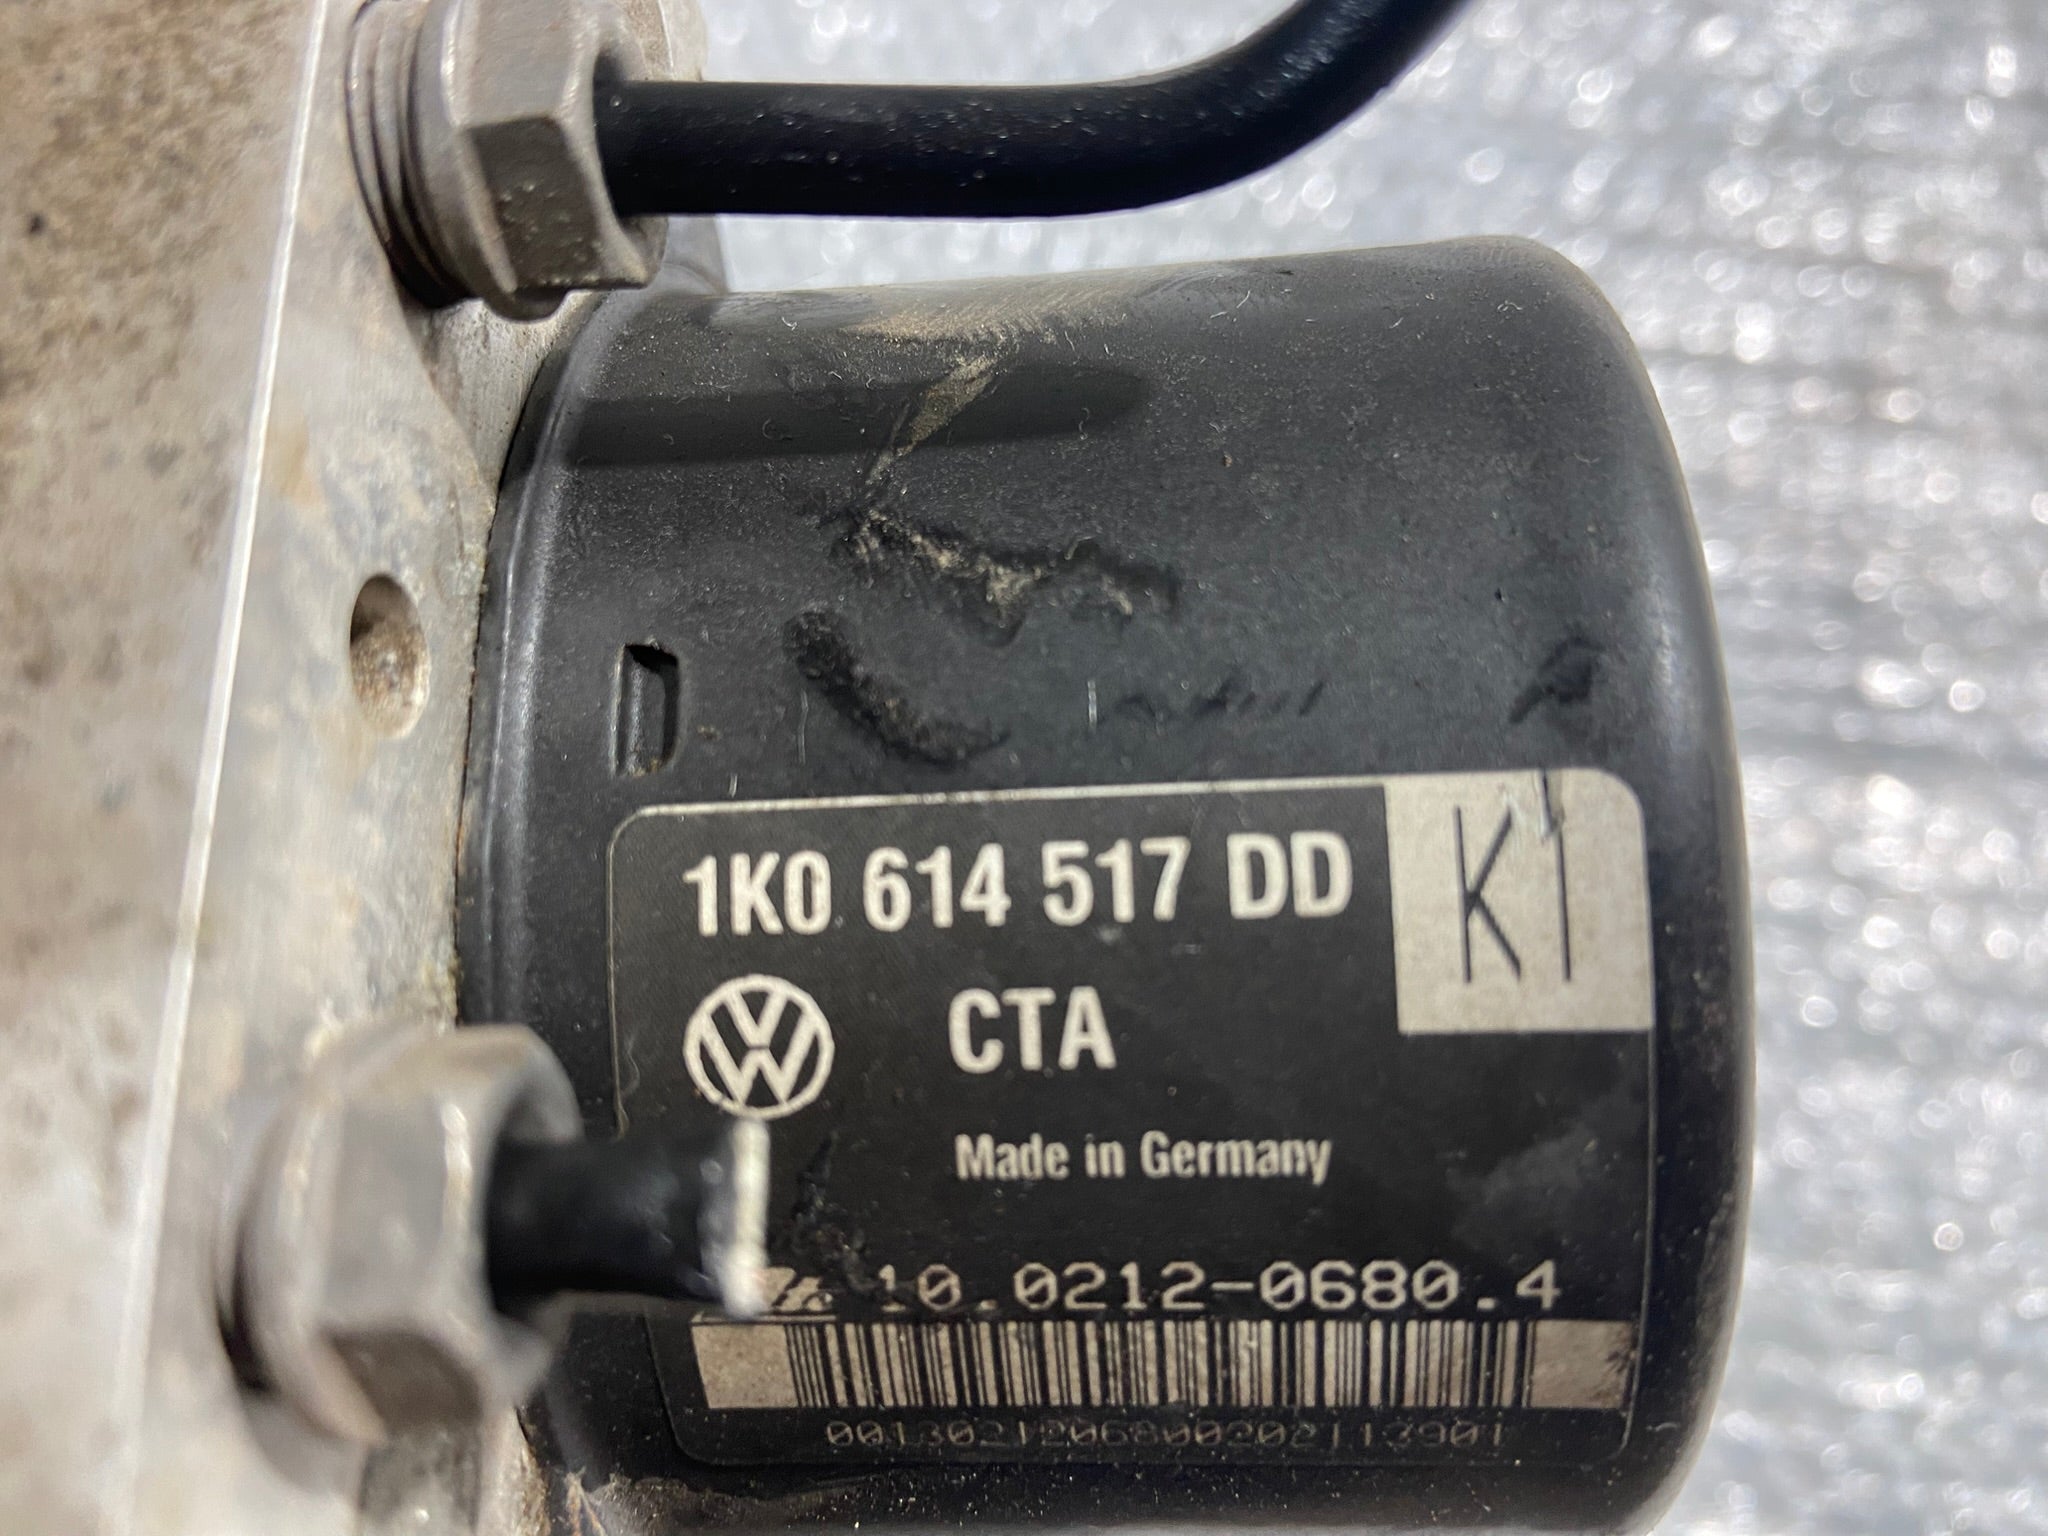 1K0 614 517 DD
K1
CTA
Made in Germany
10.0212-0680.4